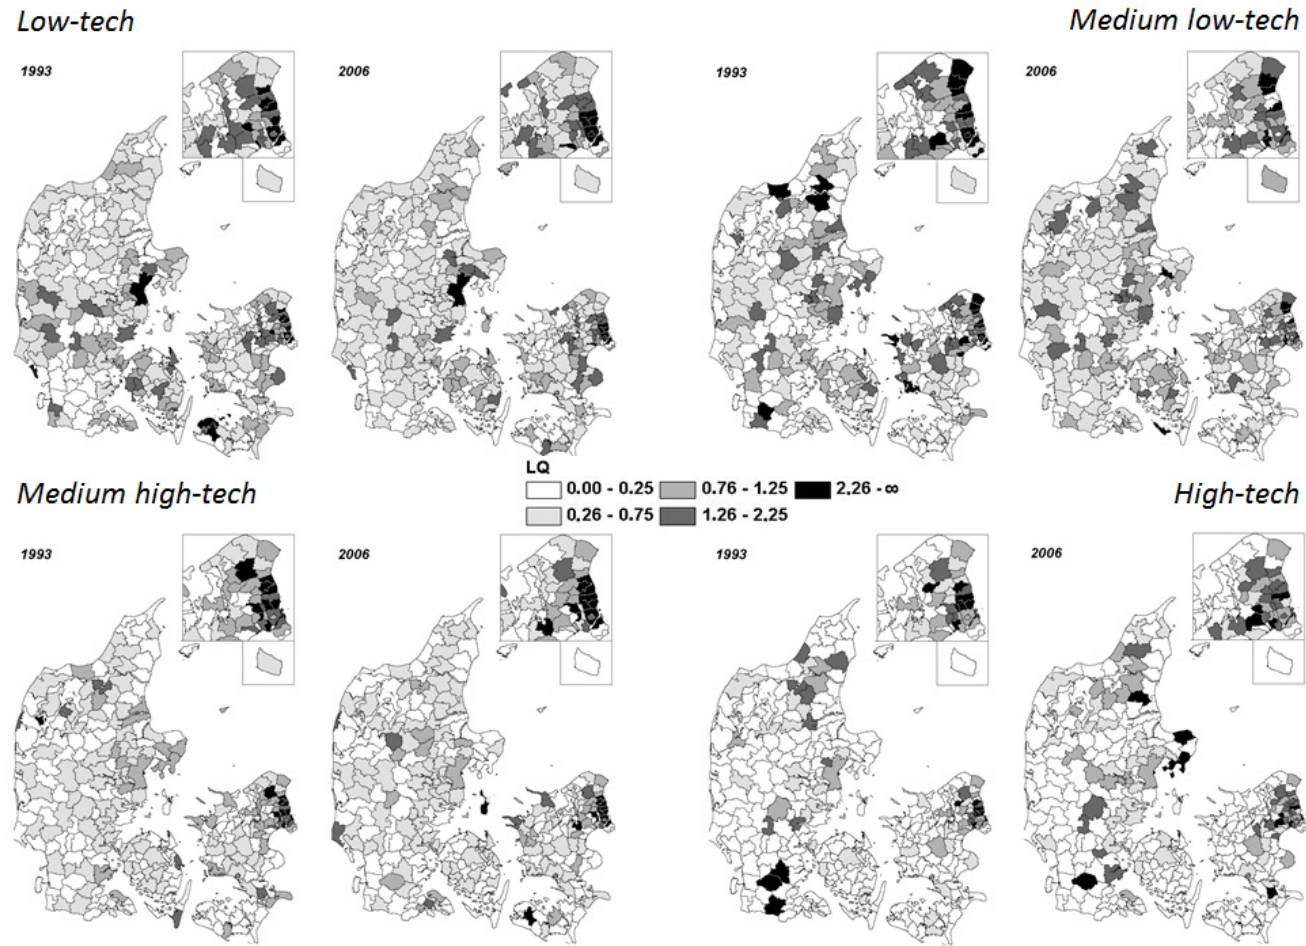 Low-tech
Medium low-tech
1993
2006
1993
2006
LQ
0.00 - 0.25
0.76 - 1.25
2.26 - ∞
0.26 - 0.75
1.26 - 2.25
Medium high-tech
High-tech
1993
2006
1993
2006